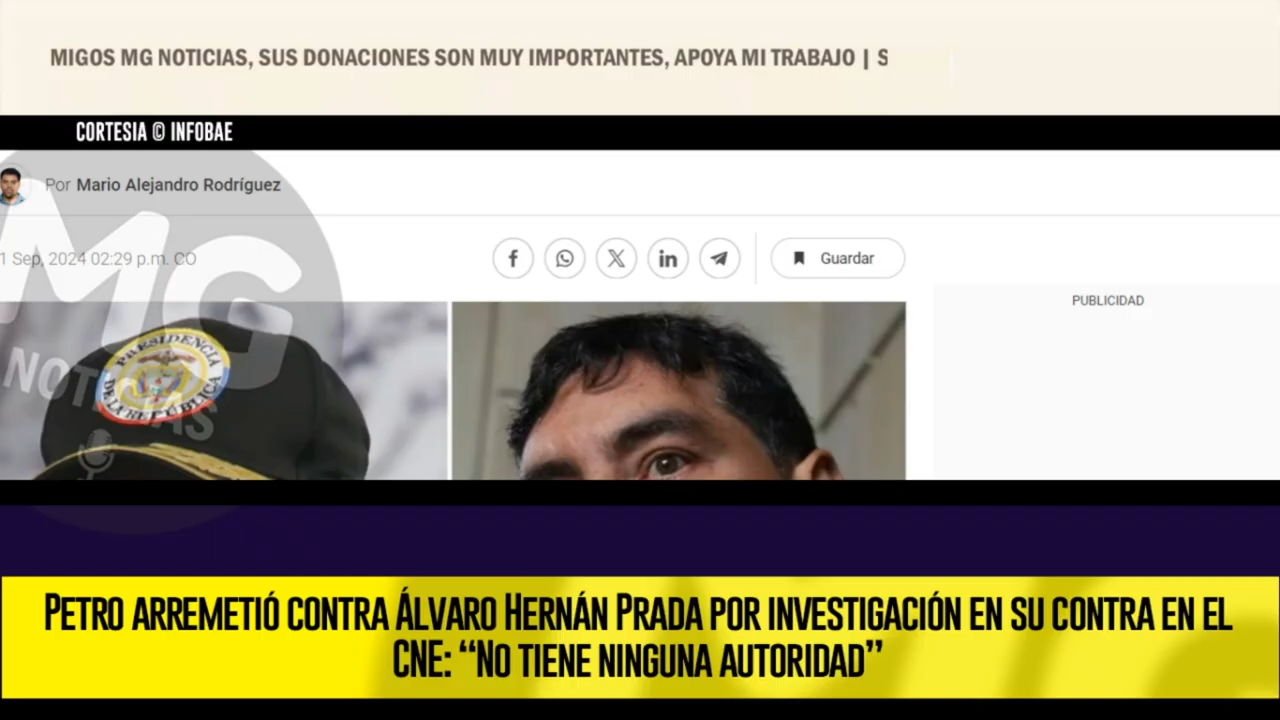 MIGOS MG NOTICIAS, SUS DONACIONES SON MUY IMPORTANTES, APOYA MI TRABAJO | S
CORTESIA © INFOBAE
Por Mario Alejandro Rodríguez
1 Sep, 2024 02:29 p.m. CO
Guardar
PUBLICIDAD
MG
NOTICIAS
PRESIDENCIA
DE LA REPÚBLICA
PETRO ARREMETIÓ CONTRA ÁLVARO HERNÁN PRADA POR INVESTIGACIÓN EN SU CONTRA EN EL
CNE: “NO TIENE NINGUNA AUTORIDAD”